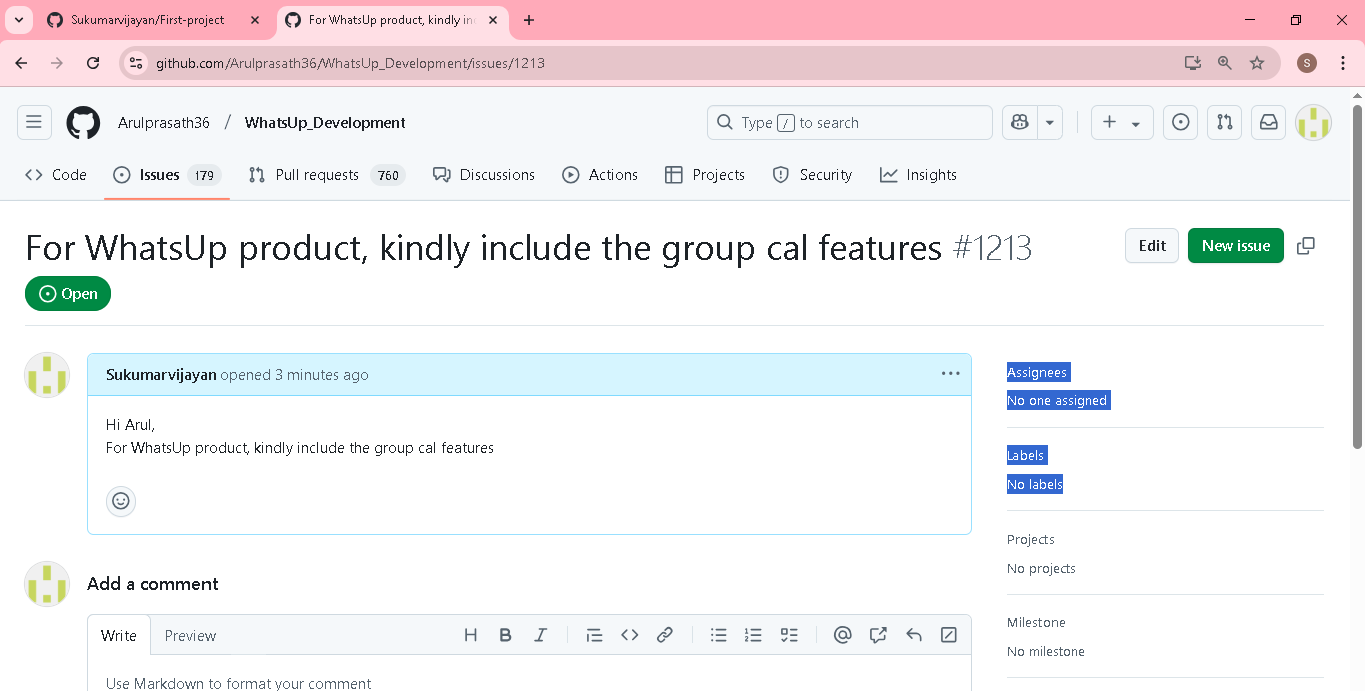 Sukumarvijayan/First-project
For WhatsUp product, kindly in
github.com/Arulprasath36/WhatsUp_Development/issues/1213
S
Arulprasath36 / WhatsUp_Development
Type / to search
Code
Issues 179
Pull requests 760
Discussions
Actions
Projects
Security
Insights
For WhatsUp product, kindly include the group cal features #1213
Edit
New issue
Open
Sukumarvijayan opened 3 minutes ago
Hi Arul,
For WhatsUp product, kindly include the group cal features
Assignees
No one assigned
Labels
No labels
Projects
No projects
Milestone
No milestone
Add a comment
Write Preview
Use Markdown to format your comment